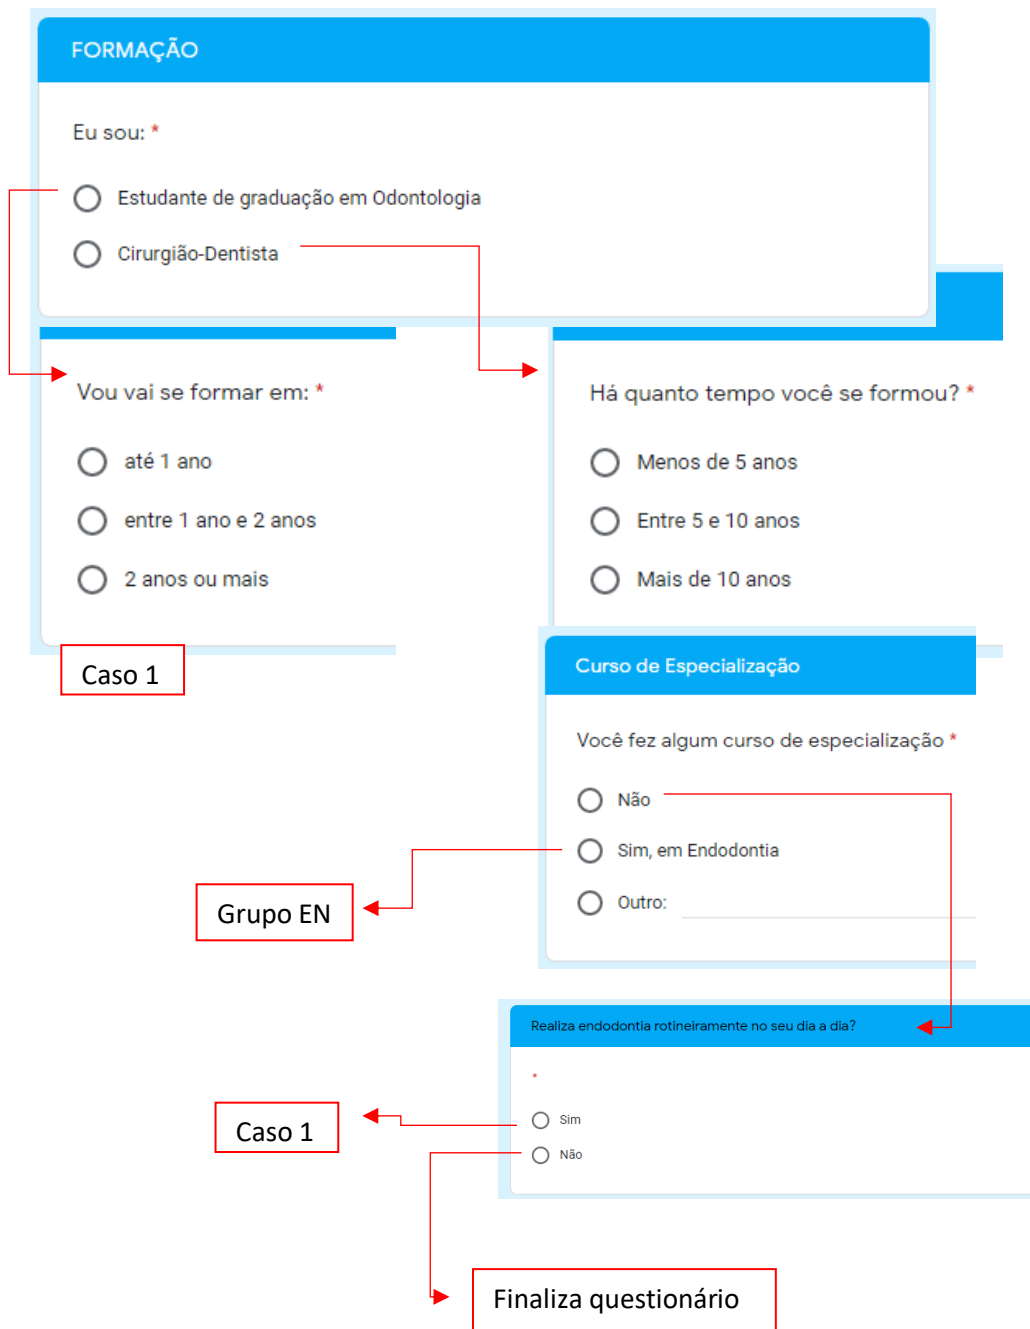 FORMAÇÃO
Eu sou: *
Estudante de graduação em Odontologia
Cirurgião-Dentista
Vou vai se formar em: *
até 1 ano
entre 1 ano e 2 anos
2 anos ou mais
Caso 1
Há quanto tempo você se formou? *
Menos de 5 anos
Entre 5 e 10 anos
Mais de 10 anos
Curso de Especialização
Você fez algum curso de especialização *
Não
Sim, em Endodontia
Outro:
Grupo EN
Realiza endodontia rotineiramente no seu dia a dia?
*
Sim
Não
Caso 1
Finaliza questionário